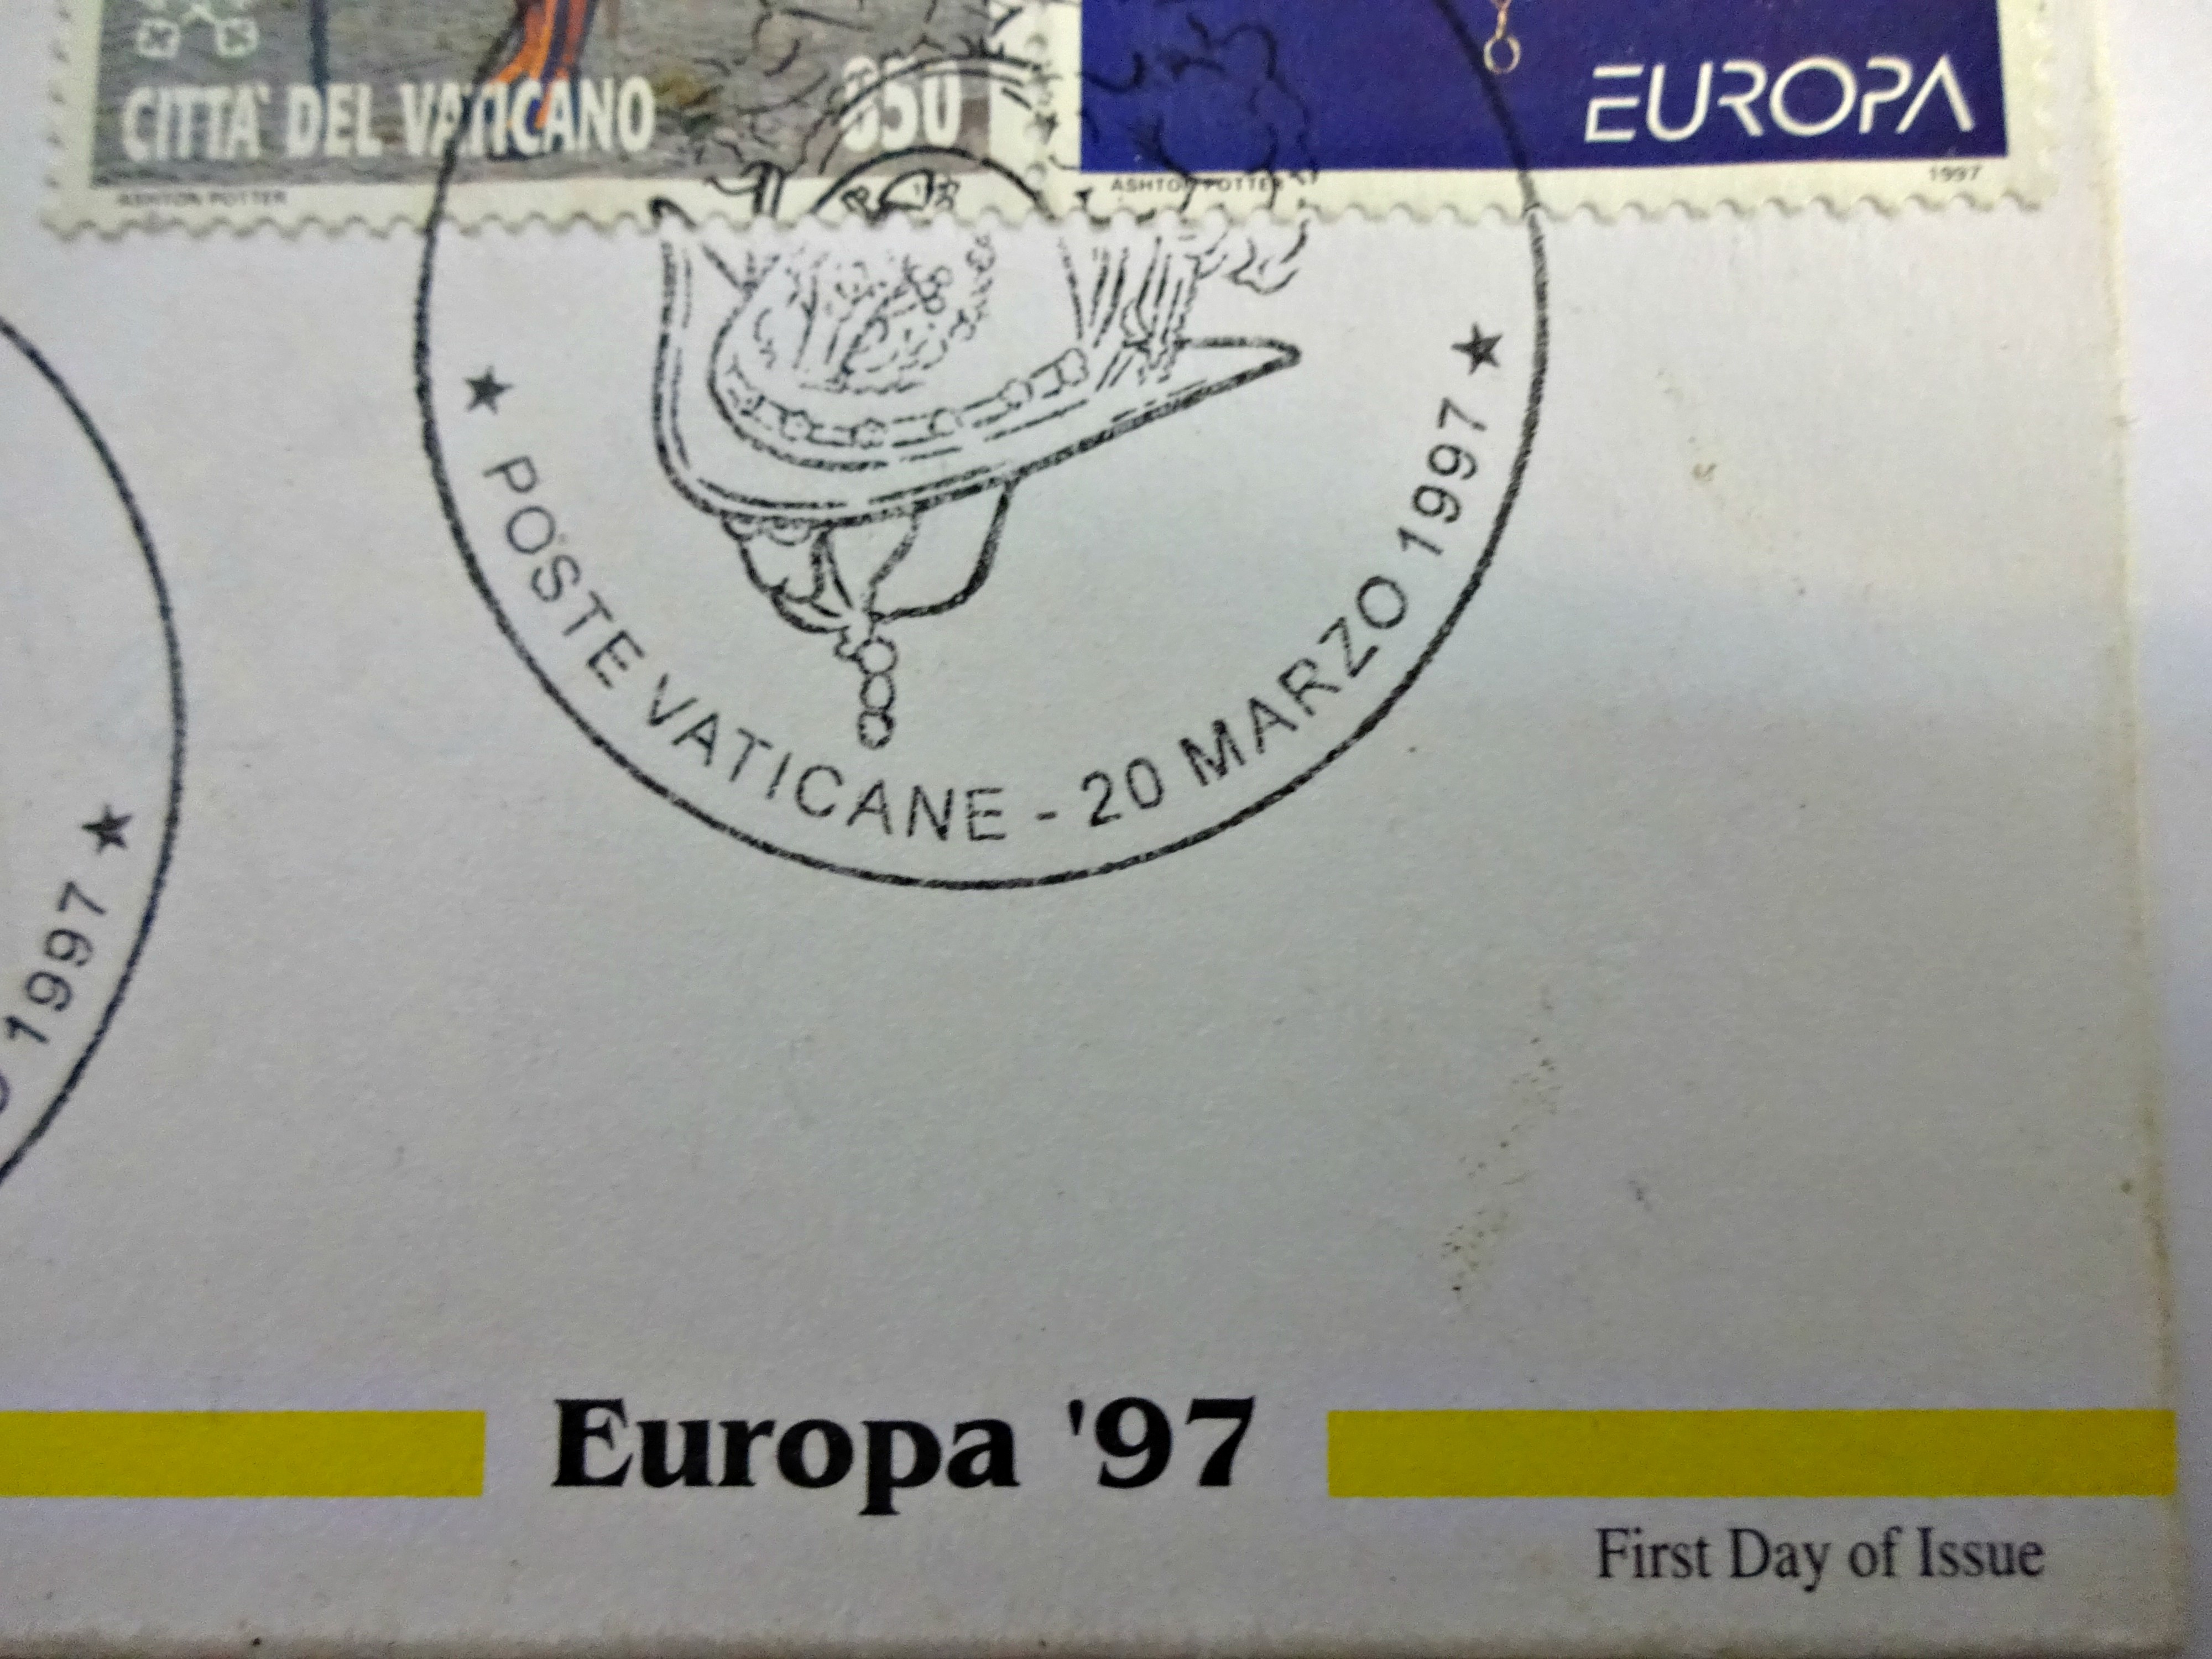 CITTA' DEL VATICANO 850
EUROPA
ASHTON POTTER
ASHTON POTTER
1997
★ POSTE VATICANE - 20 MARZO 1997 ★
1997 ★
Europa '97
First Day of Issue